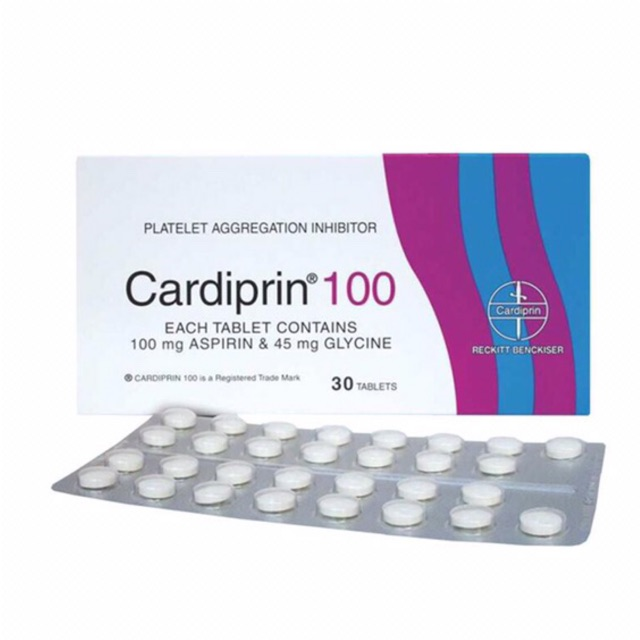 PLATELET AGGREGATION INHIBITOR
Cardiprin® 100
EACH TABLET CONTAINS
100 mg ASPIRIN & 45 mg GLYCINE
® CARDIPRIN 100 is a Registered Trade Mark
30 TABLETS
Cardiprin
RECKITT BENCKISER